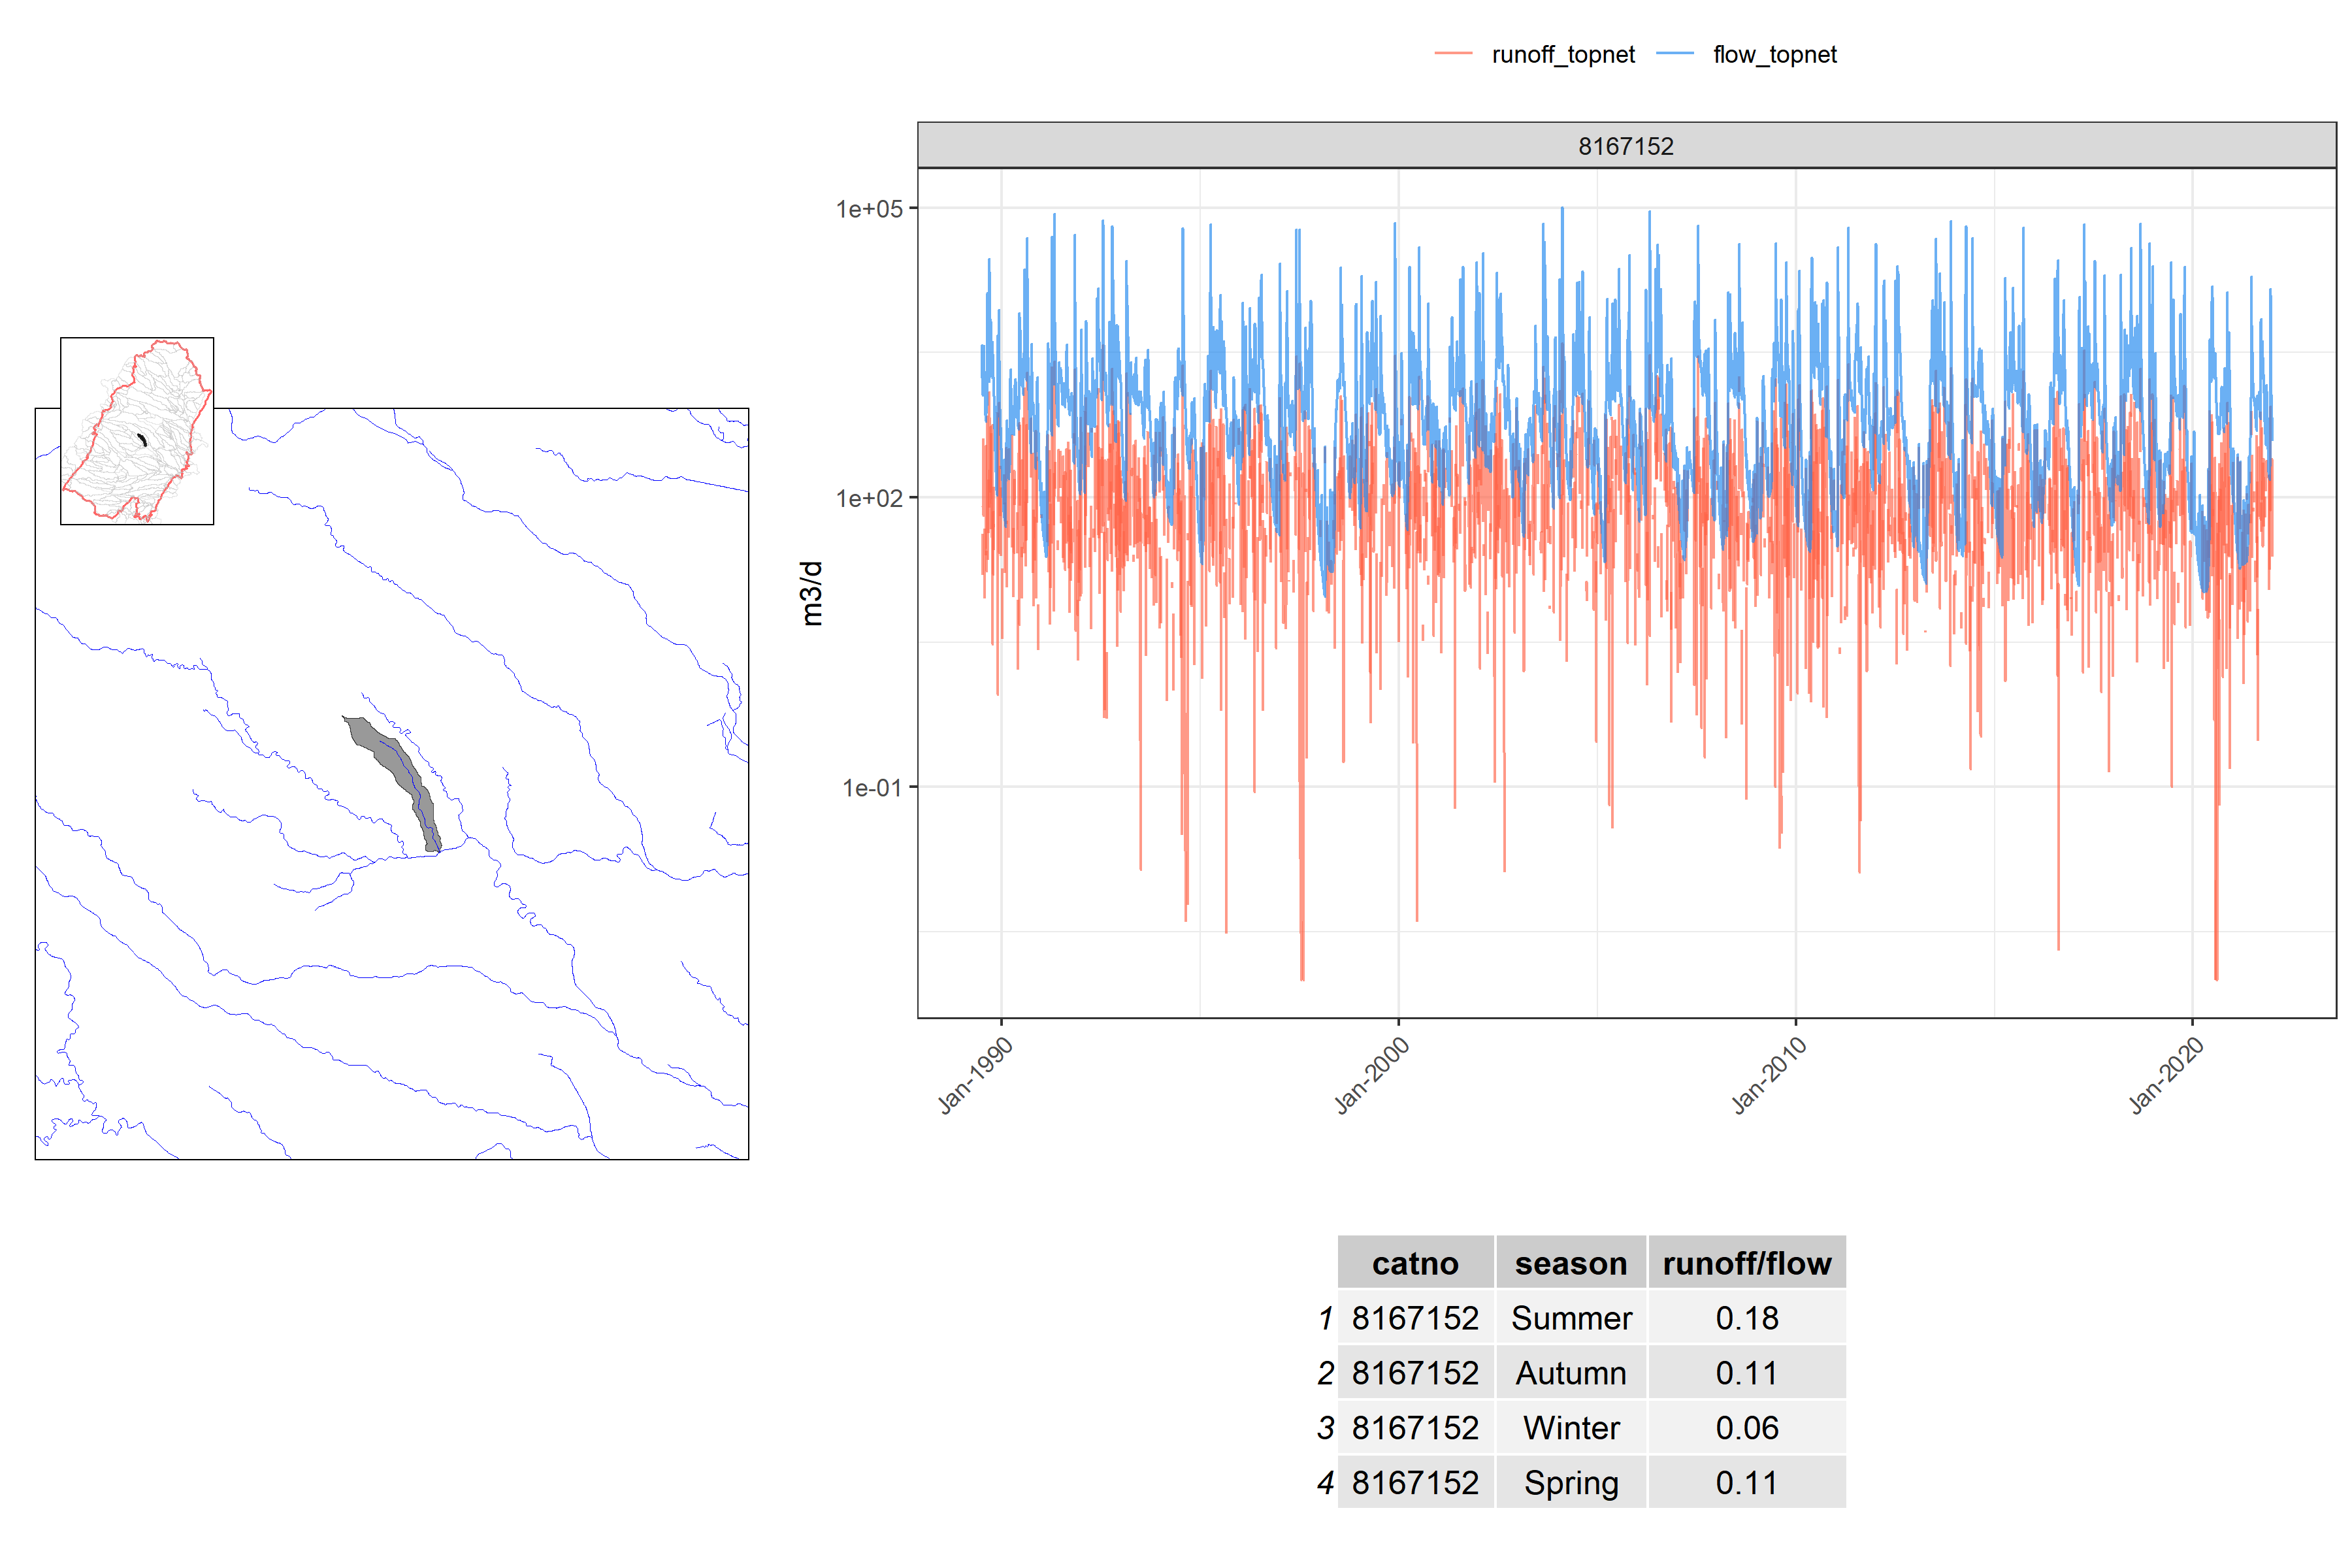 runoff_topnet flow_topnet
8167152
1e+05
1e+02
1e-01
m3/d
Jan-1990 Jan-2000 Jan-2010 Jan-2020
catno season runoff/flow
1 8167152 Summer 0.18
2 8167152 Autumn 0.11
3 8167152 Winter 0.06
4 8167152 Spring 0.11